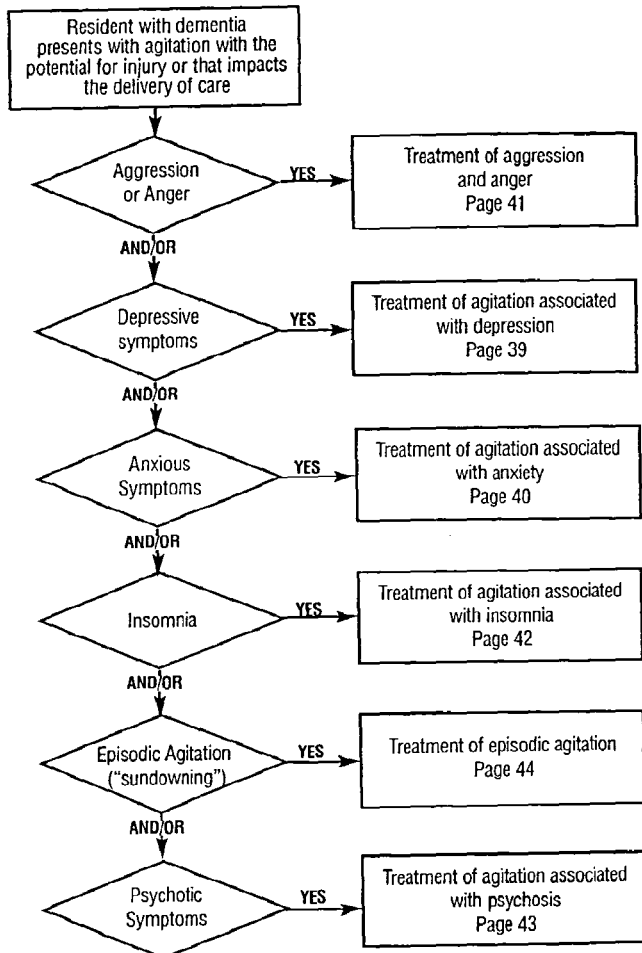 Resident with dementia
presents with agitation with the
potential for injury or that impacts
the delivery of care
Aggression
or Anger
YES
Treatment of aggression
and anger
Page 41
AND/OR
Depressive
symptoms
YES
Treatment of agitation associated
with depression
Page 39
AND/OR
Anxious
Symptoms
YES
Treatment of agitation associated
with anxiety
Page 40
AND/OR
Insomnia
YES
Treatment of agitation associated
with insomnia
Page 42
AND/OR
Episodic Agitation
("sundowning")
YES
Treatment of episodic agitation
Page 44
AND/OR
Psychotic
Symptoms
YES
Treatment of agitation associated
with psychosis
Page 43